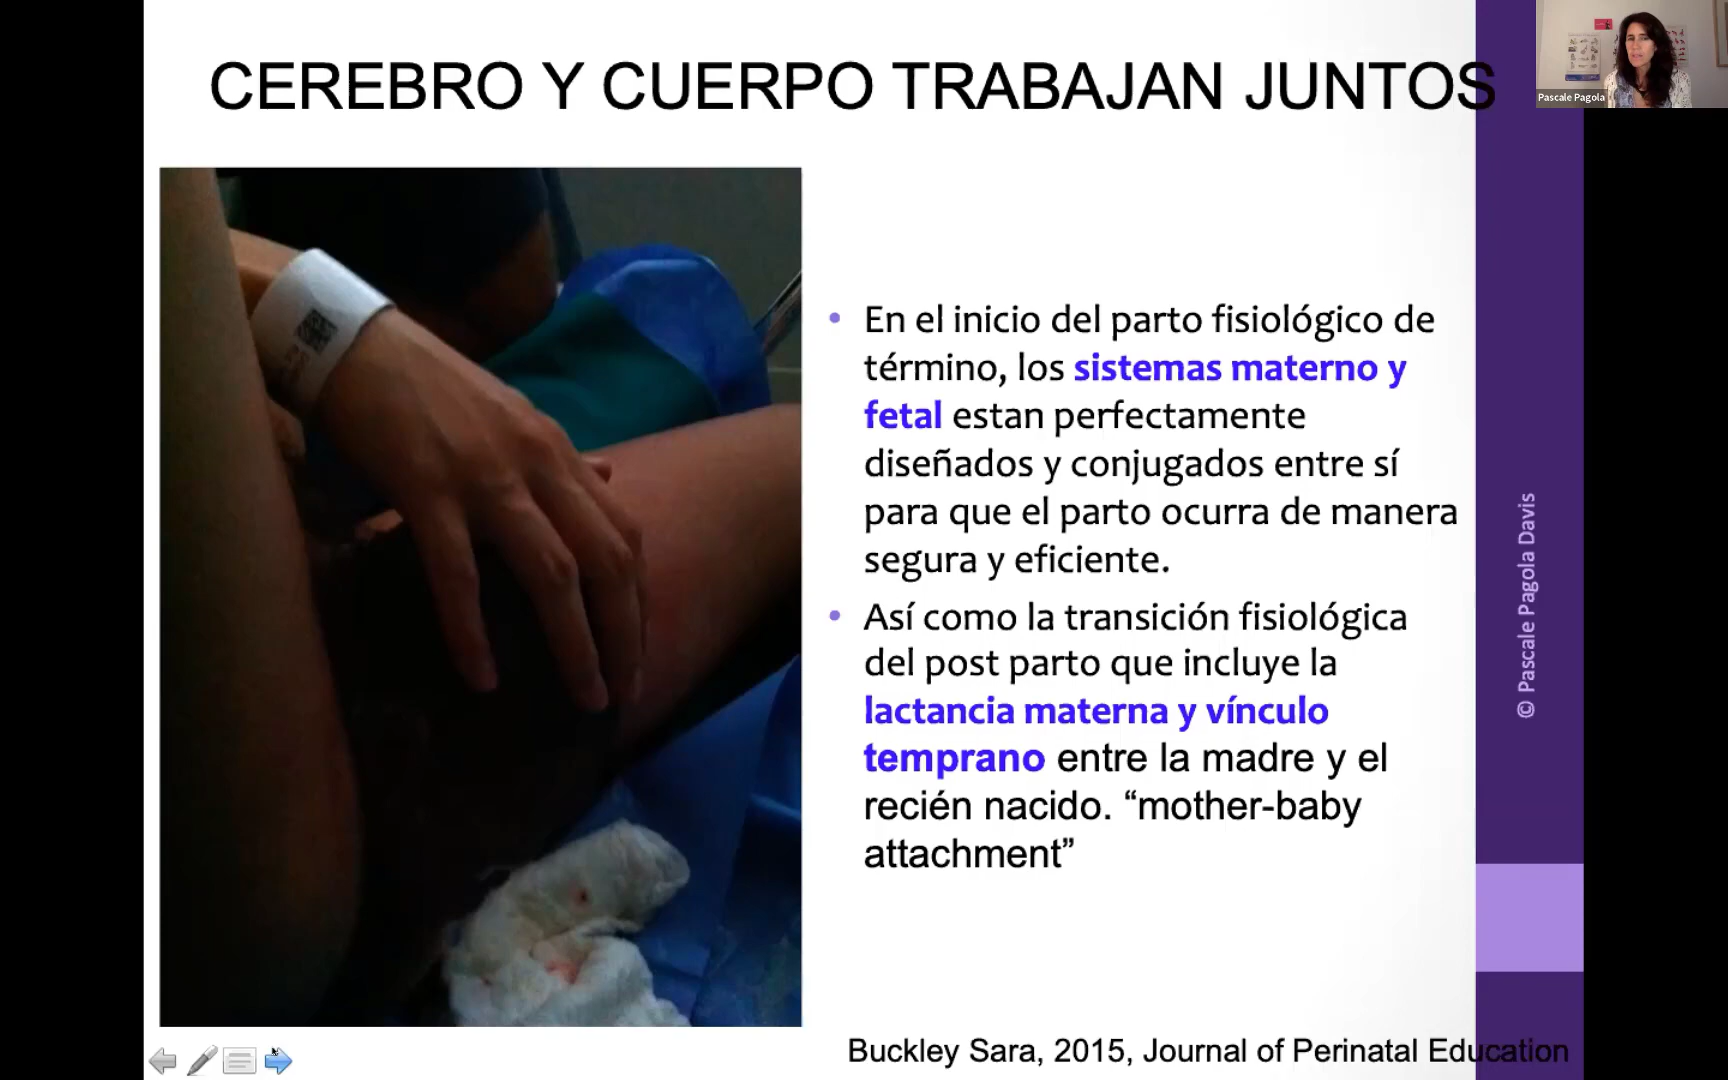 CEREBRO Y CUERPO TRABAJAN JUNTOS
Pascale Pagola
• En el inicio del parto fisiológico de
término, los sistemas materno y
fetal estan perfectamente
diseñados y conjugados entre sí
para que el parto ocurra de manera
segura y eficiente.
• Así como la transición fisiológica
del post parto que incluye la
lactancia materna y vínculo
temprano entre la madre y el
recién nacido. “mother-baby
attachment”
© Pascale Pagola Davis
Buckley Sara, 2015, Journal of Perinatal Education